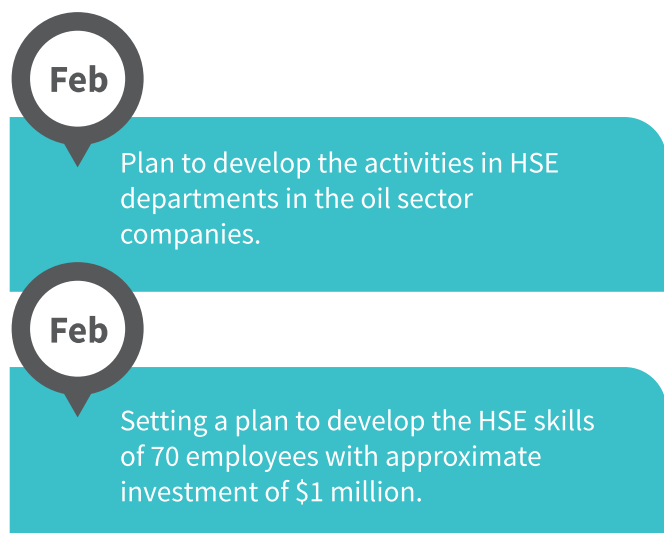 Feb
Plan to develop the activities in HSE
departments in the oil sector
companies.
Feb
Setting a plan to develop the HSE skills
of 70 employees with approximate
investment of $1 million.